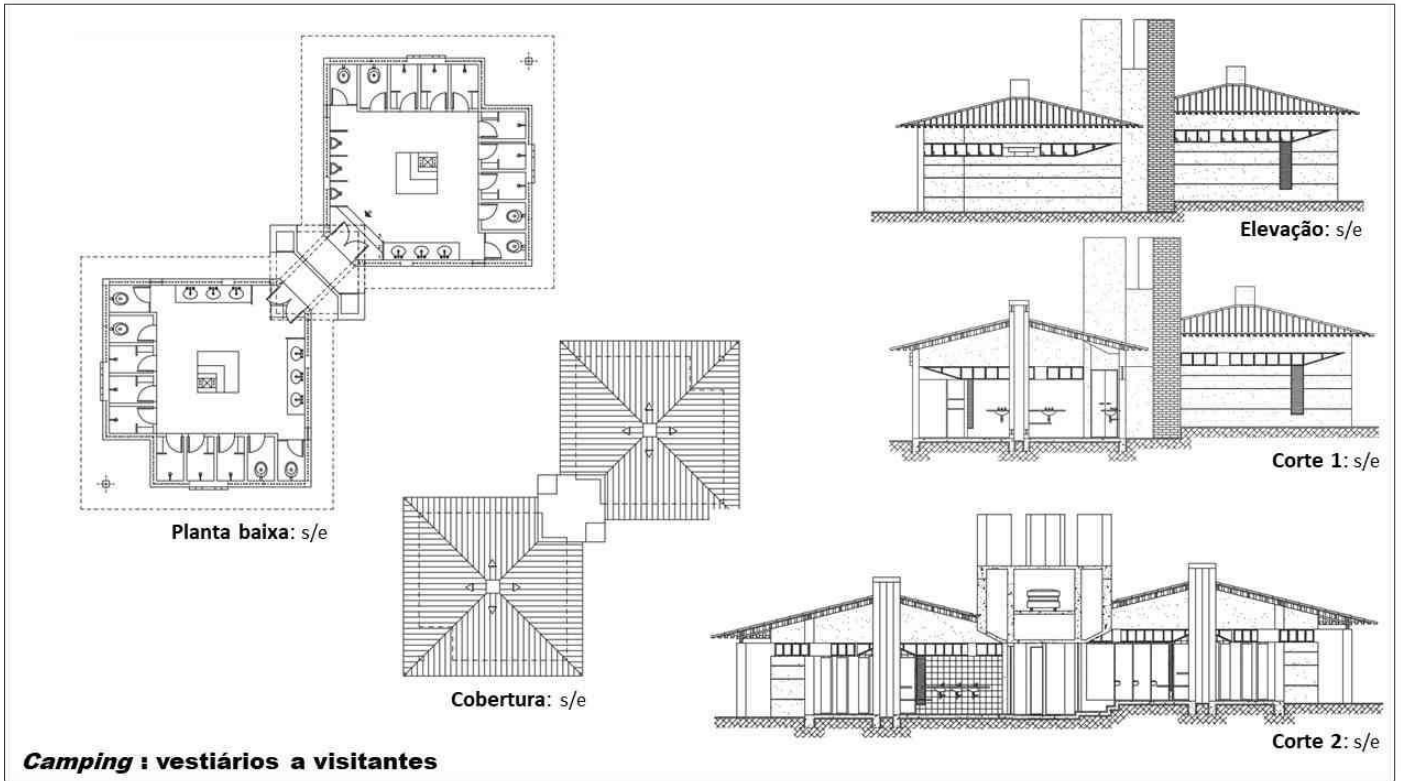 Planta baixa: s/e
Cobertura: s/e
Elevação: s/e
Corte 1: s/e
Corte 2: s/e
Camping : vestiários a visitantes